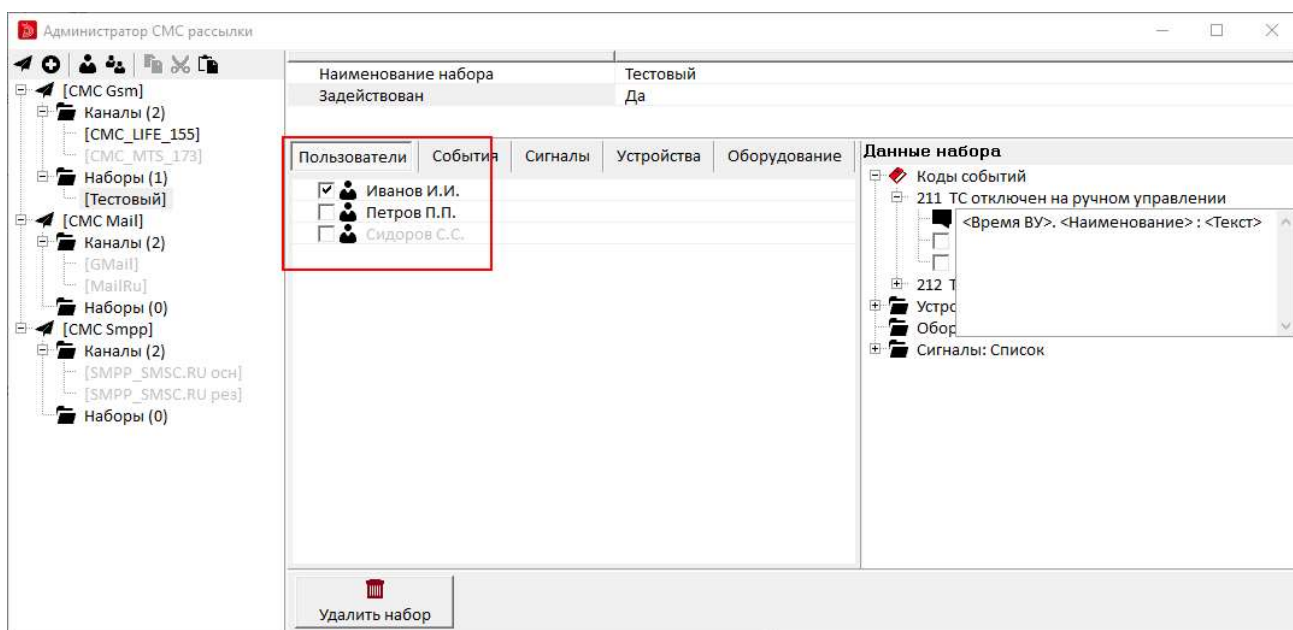 Администратор СМС рассылки
[СМС Gsm]
Каналы (2)
[СМС_LIFE_155]
[СМС_MTS_173]
Наборы (1)
[Тестовый]
[СМС Mail]
Каналы (2)
[GMail]
[MailRu]
Наборы (0)
[СМС Smpp]
Каналы (2)
[SMPP_SMSC.RU осн]
[SMPP_SMSC.RU рез]
Наборы (0)
Наименование набора Тестовый
Задействован Да
Пользователи События Сигналы Устройства Оборудование
Иванов И.И.
Петров П.П.
Сидоров С.С.
Данные набора
Коды событий
211 ТС отключен на ручном управлении
<Время ВУ>. <Наименование> : <Текст>
212 Т
Устро
Обор
Сигналы: Список
Удалить набор